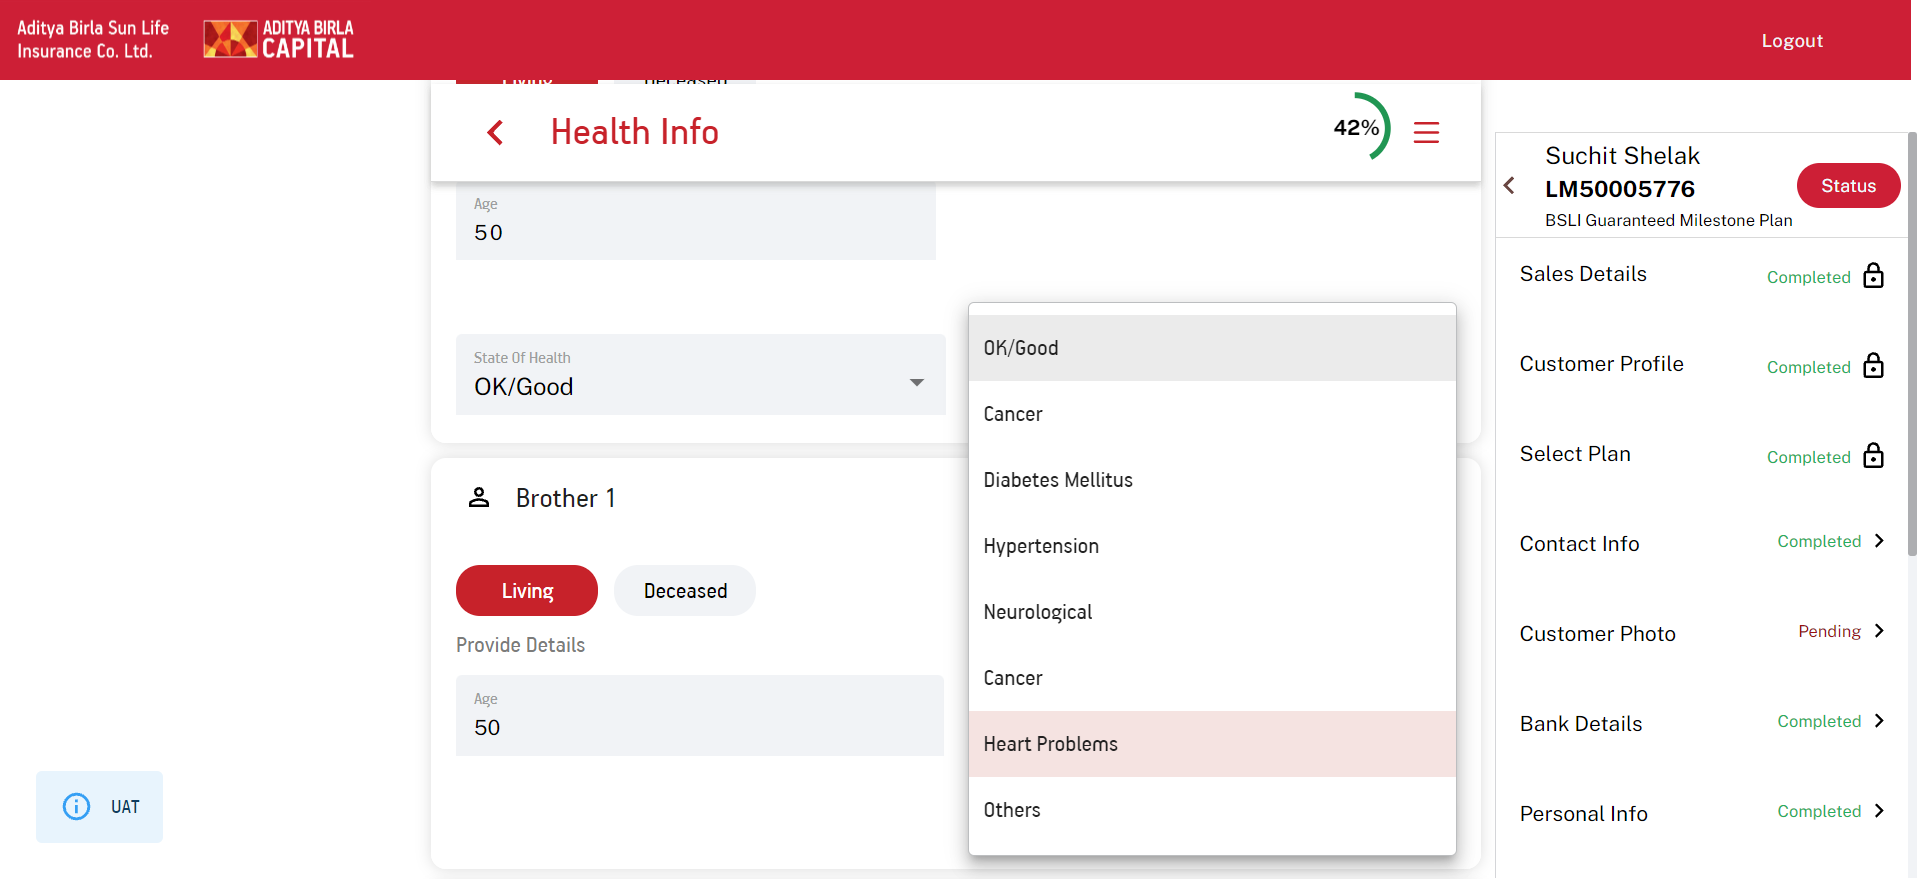 Aditya Birla Sun Life
Insurance Co. Ltd.
ADITYA BIRLA
CAPITAL
Logout
Living
Deceased
Health Info
42%
Age
50
State Of Health
OK/Good
OK/Good
Cancer
Diabetes Mellitus
Hypertension
Neurological
Cancer
Heart Problems
Others
Brother 1
Living
Deceased
Provide Details
Age
50
UAT
Suchit Shelak
LM50005776
BSLI Guaranteed Milestone Plan
Status
Sales Details
Completed
Customer Profile
Completed
Select Plan
Completed
Contact Info
Completed
Customer Photo
Pending
Bank Details
Completed
Personal Info
Completed